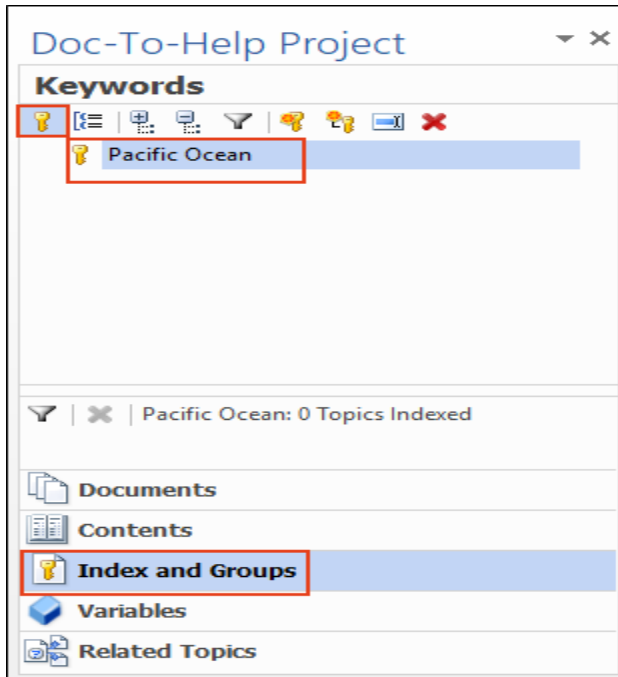 Doc-To-Help Project
Keywords
Pacific Ocean
Pacific Ocean: 0 Topics Indexed
Documents
Contents
Index and Groups
Variables
Related Topics